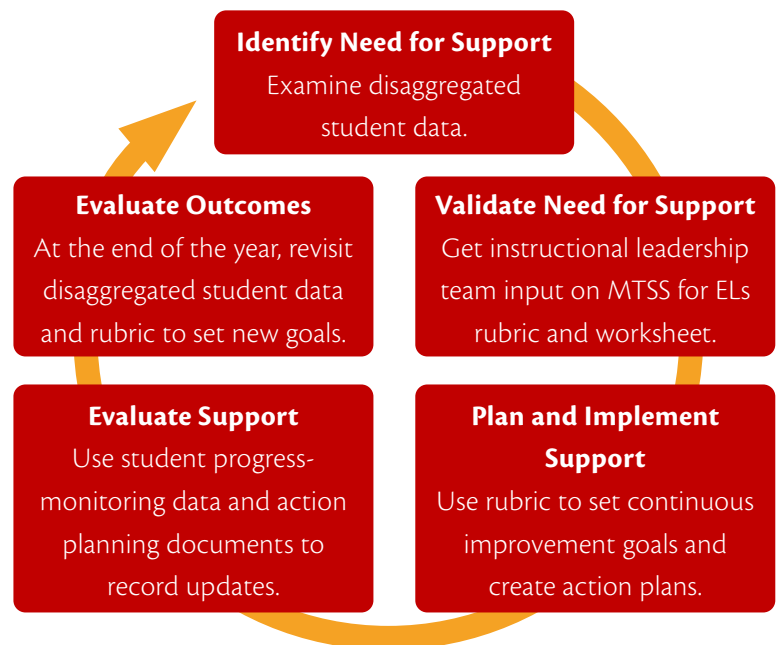 Identify Need for Support
Examine disaggregated
student data.
Validate Need for Support
Get instructional leadership
team input on MTSS for ELs
rubric and worksheet.
Plan and Implement
Support
Use rubric to set continuous
improvement goals and
create action plans.
Evaluate Support
Use student progress-
monitoring data and action
planning documents to
record updates.
Evaluate Outcomes
At the end of the year, revisit
disaggregated student data
and rubric to set new goals.